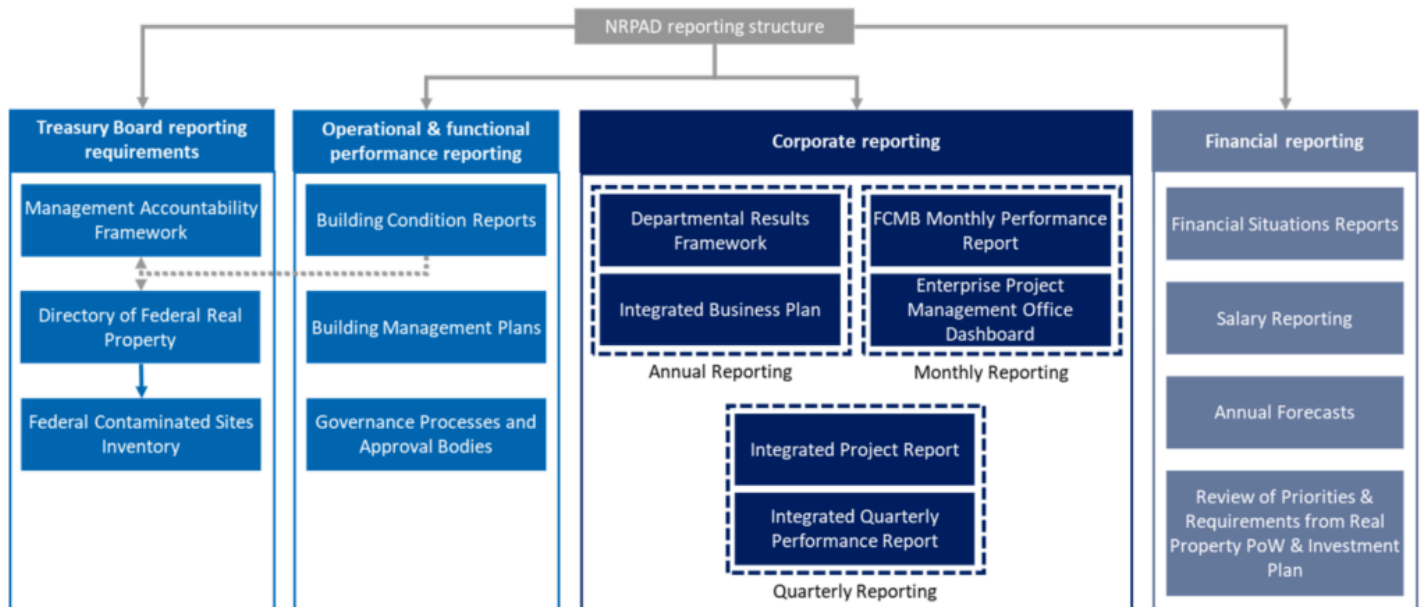 NRPAD reporting structure
Treasury Board reporting
requirements
Management Accountability
Framework
Directory of Federal Real
Property
Federal Contaminated Sites
Inventory
Operational & functional
performance reporting
Building Condition Reports
Building Management Plans
Governance Processes and
Approval Bodies
Corporate reporting
Departmental Results
Framework
Integrated Business Plan
Annual Reporting
FCMB Monthly Performance
Report
Enterprise Project
Management Office
Dashboard
Monthly Reporting
Integrated Project Report
Integrated Quarterly
Performance Report
Quarterly Reporting
Financial reporting
Financial Situations Reports
Salary Reporting
Annual Forecasts
Review of Priorities &
Requirements from Real
Property PoW & Investment
Plan